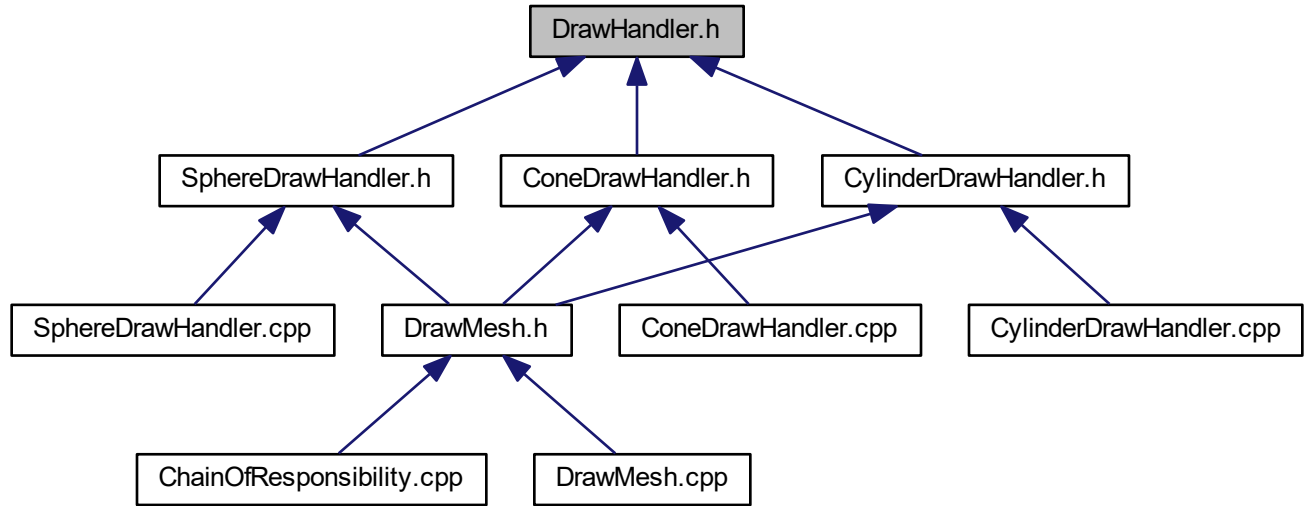 DrawHandler.h
SphereDrawHandler.h
ConeDrawHandler.h
CylinderDrawHandler.h
SphereDrawHandler.cpp
DrawMesh.h
ConeDrawHandler.cpp
CylinderDrawHandler.cpp
ChainOfResponsibility.cpp
DrawMesh.cpp